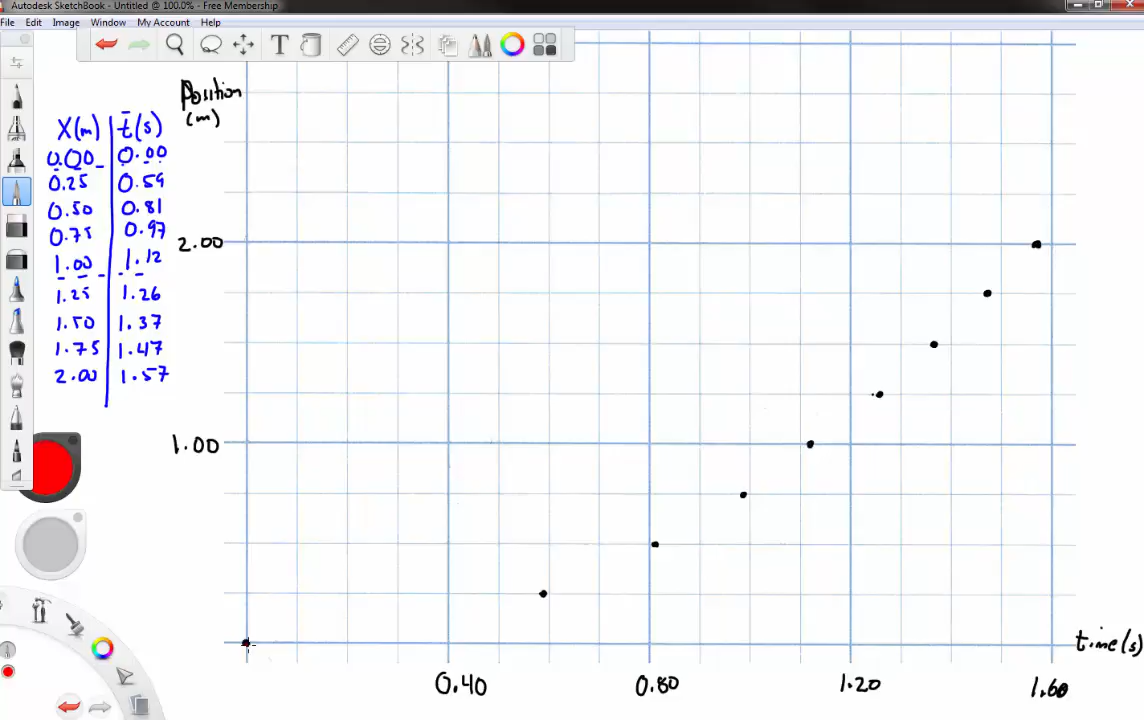 Autodesk SketchBook - Untitled @ 100.0% - Free Membership
File Edit Image Window My Account Help
T
Position
(m)
X(m) t̄(s)
0.00 0.00
0.25 0.59
0.50 0.81
0.75 0.97
1.00 1.12
1.25 1.26
1.50 1.37
1.75 1.47
2.00 1.57
2.00
1.00
time(s)
0.40 0.80 1.20 1.60